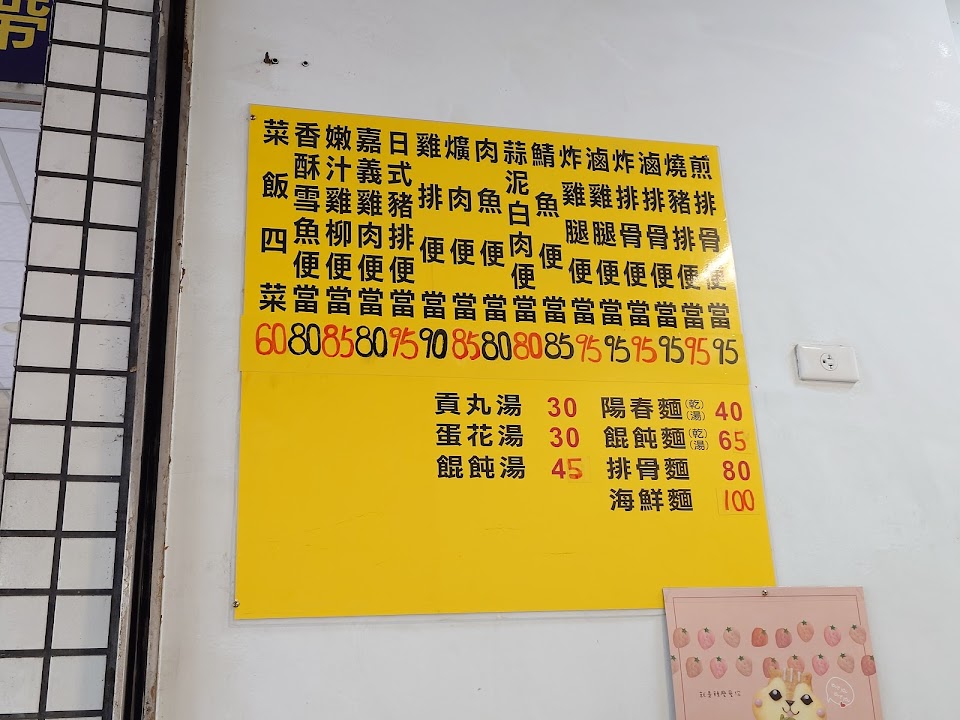 煎排骨便當 95
燒豬排便當 95
滷排骨便當 95
炸排骨便當 95
滷雞腿便當 95
炸雞腿便當 95
鯖魚便當 85
蒜泥白肉便當 80
肉魚便當 80
爌肉便當 85
雞排便當 90
日式豬排便當 95
嘉義雞肉便當 80
嫩汁雞柳便當 85
香酥雪魚便當 80
菜飯四菜 60
貢丸湯 30
蛋花湯 30
餛飩湯 45
陽春麵(乾)(湯) 40
餛飩麵(乾)(湯) 65
排骨麵 80
海鮮麵 100